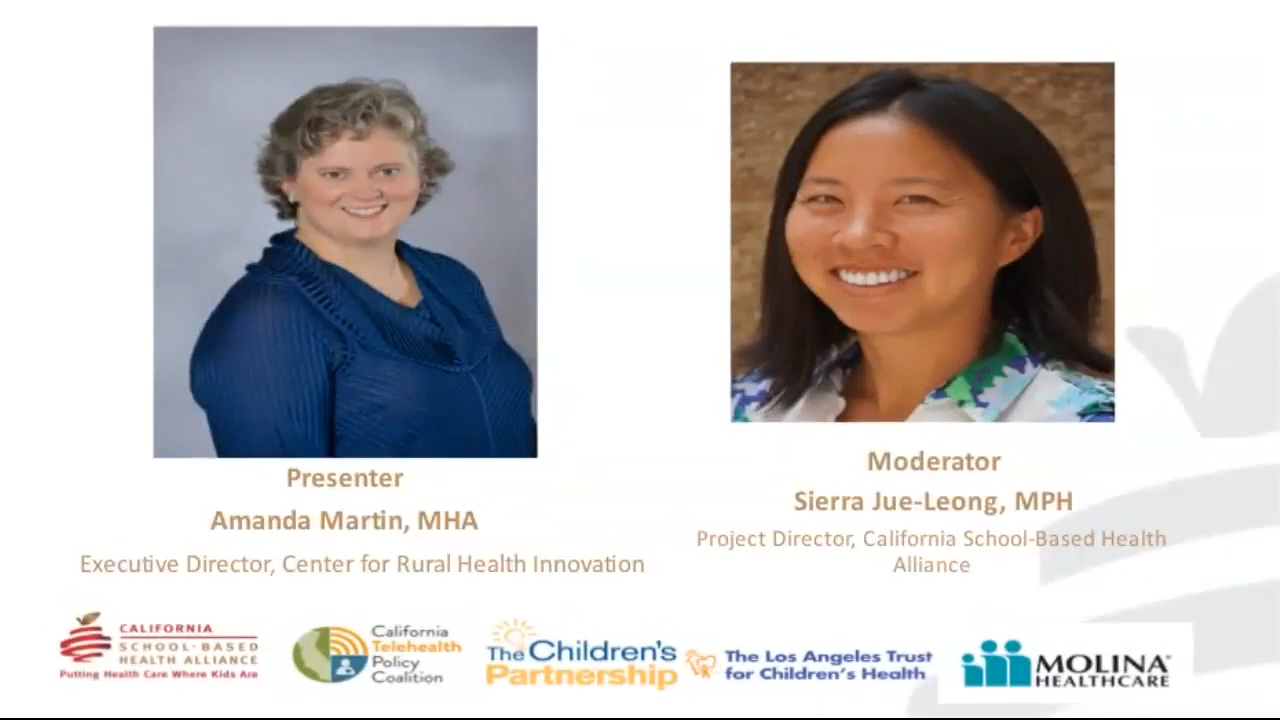 Presenter
Amanda Martin, MHA
Executive Director, Center for Rural Health Innovation
Moderator
Sierra Jue-Leong, MPH
Project Director, California School-Based Health
Alliance
CALIFORNIA
SCHOOL-BASED
HEALTH ALLIANCE
Putting Health Care Where Kids Are
California
Telehealth
Policy
Coalition
The Children's
Partnership
The Los Angeles Trust
for Children's Health
MOLINA
HEALTHCARE